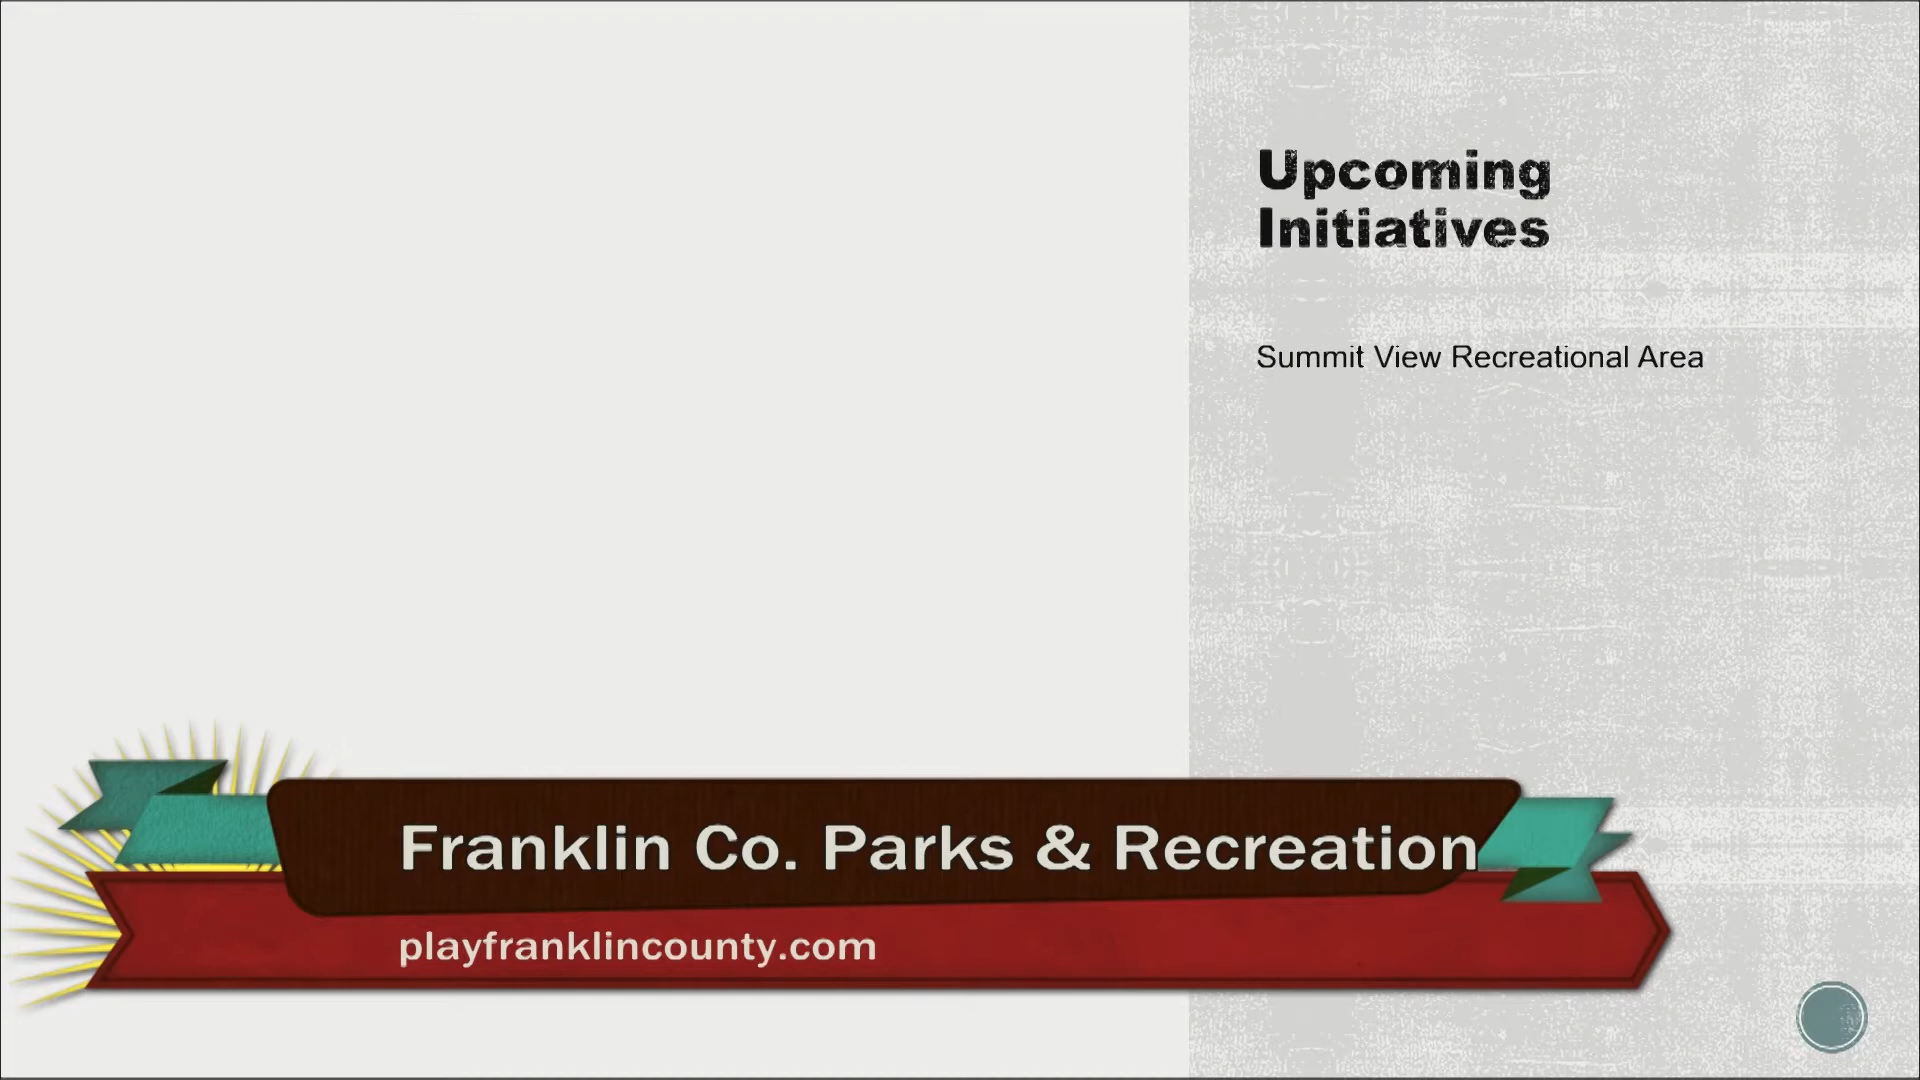 Upcoming
Initiatives
Summit View Recreational Area
Franklin Co. Parks & Recreation
playfranklincounty.com